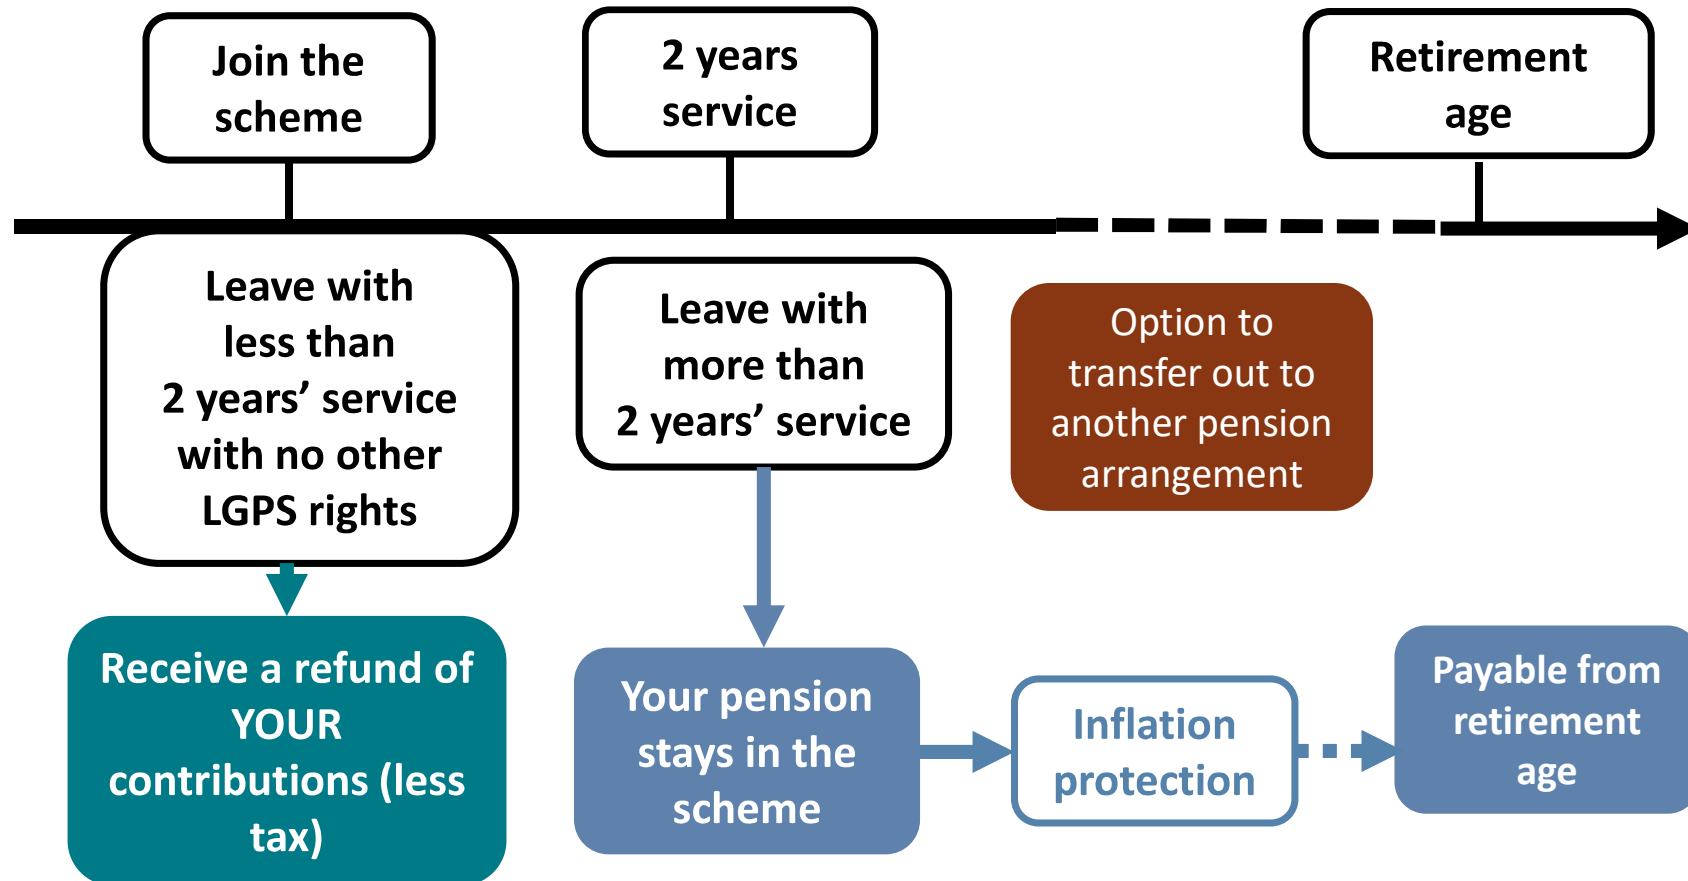 Join the
scheme
2 years
service
Retirement
age
Leave with
less than
2 years’ service
with no other
LGPS rights
Leave with
more than
2 years’ service
Option to
transfer out to
another pension
arrangement
Receive a refund of
YOUR
contributions (less
tax)
Your pension
stays in the
scheme
Inflation
protection
Payable from
retirement
age